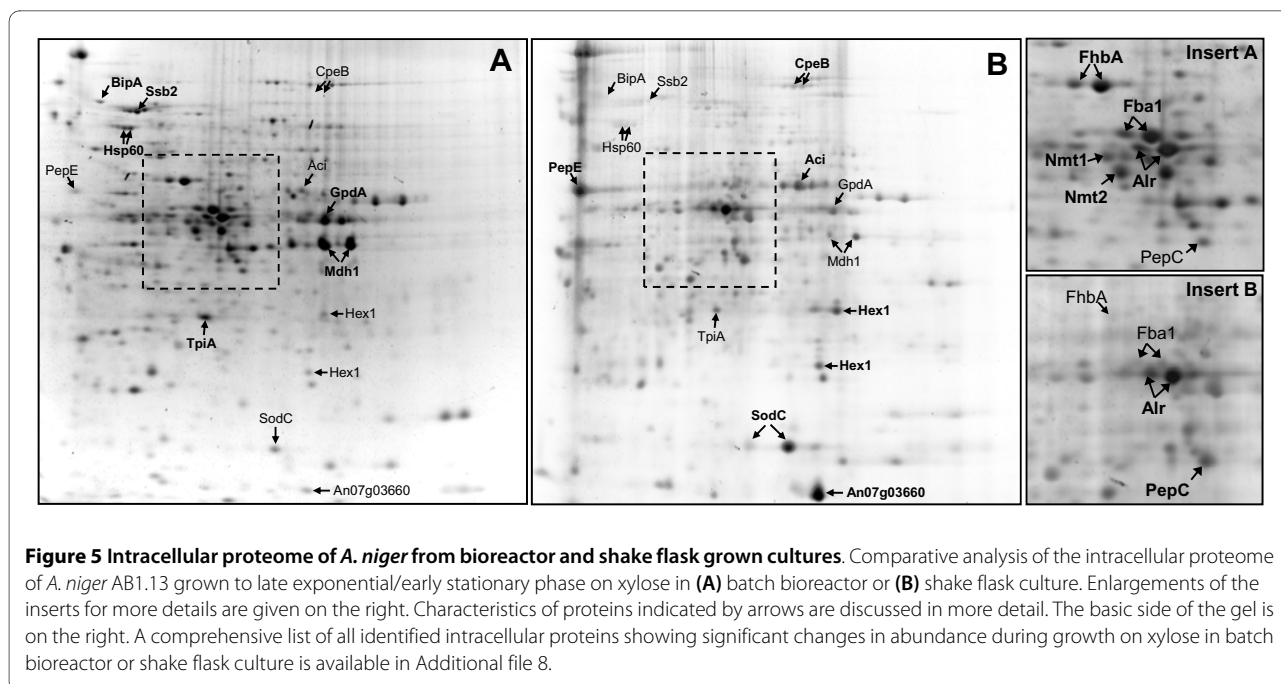 A
BipA
Ssb2
CpeB
Hsp60
PepE
Aci
GpdA
Mdh1
Hex1
TpiA
Hex1
SodC
An07g03660
B
CpeB
BipA
Ssb2
Hsp60
PepE
Aci
GpdA
Mdh1
Hex1
TpiA
Hex1
SodC
An07g03660
Insert A
FhbA
Fba1
Nmt1
Alr
Nmt2
PepC
Insert B
FhbA
Fba1
Alr
PepC
Figure 5 Intracellular proteome of A. niger from bioreactor and shake flask grown cultures. Comparative analysis of the intracellular proteome
of A. niger AB1.13 grown to late exponential/early stationary phase on xylose in (A) batch bioreactor or (B) shake flask culture. Enlargements of the
inserts for more details are given on the right. Characteristics of proteins indicated by arrows are discussed in more detail. The basic side of the gel is
on the right. A comprehensive list of all identified intracellular proteins showing significant changes in abundance during growth on xylose in batch
bioreactor or shake flask culture is available in Additional file 8.